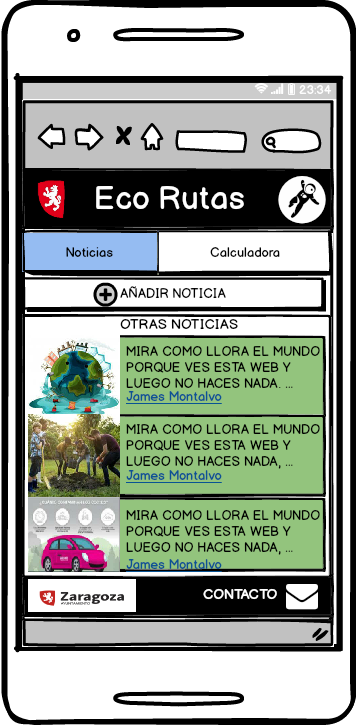 23:34
Eco Rutas
Noticias
Calculadora
AÑADIR NOTICIA
OTRAS NOTICIAS
MIRA COMO LLORA EL MUNDO
PORQUE VES ESTA WEB Y
LUEGO NO HACES NADA. ...
James Montalvo
MIRA COMO LLORA EL MUNDO
PORQUE VES ESTA WEB Y
LUEGO NO HACES NADA, ...
James Montalvo
MIRA COMO LLORA EL MUNDO
PORQUE VES ESTA WEB Y
LUEGO NO HACES NADA, ...
James Montalvo
Zaragoza
AYUNTAMIENTO
CONTACTO